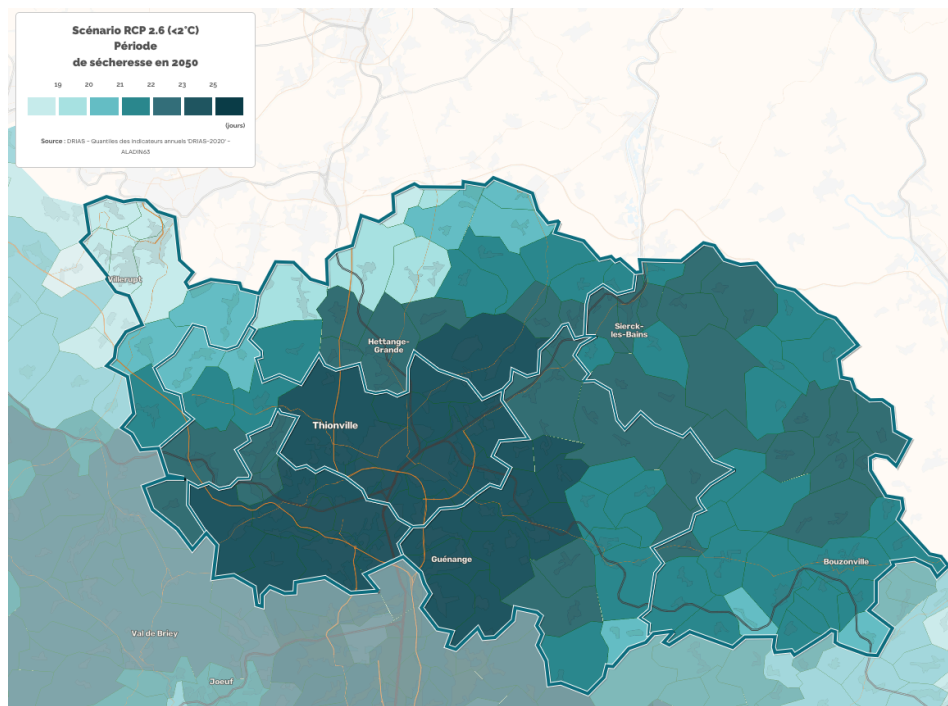 Scénario RCP 2.6 (<2°C)
Période
de sécheresse en 2050
19 20 21 22 23 25
(jours)
Source : DRIAS - Quantiles des indicateurs annuels 'DRIAS-2020' -
ALADIN63
Villerupt
Sierck-
les-Bains
Hettange-
Grande
Thionville
Guénange
Bouzonville
Val de Briey
Joeuf